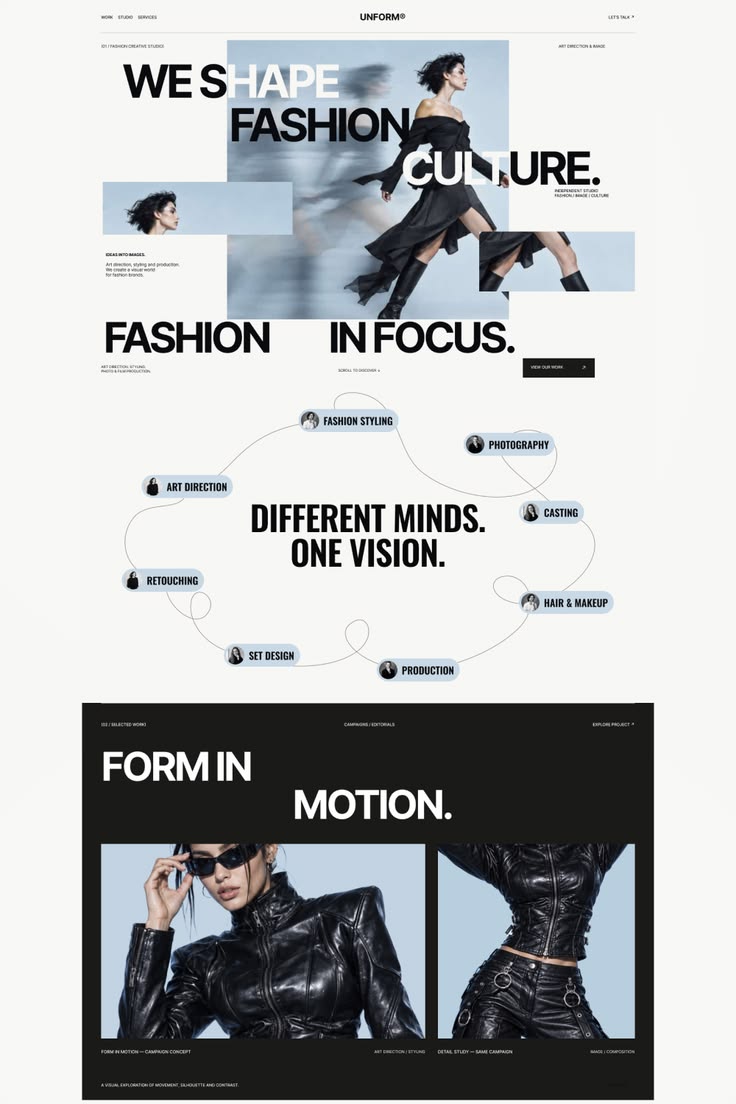 WORK STUDIO SERVICES
UNFORM®
LET'S TALK ↗
(01 / FASHION CREATIVE STUDIO)
ART DIRECTION & IMAGE
WE SHAPE
FASHION
CULTURE.
INDEPENDENT STUDIO
FASHION / IMAGE / CULTURE
IDEAS INTO IMAGES.
Art direction, styling and production.
We create a visual world
for fashion brands.
FASHION IN FOCUS.
ART DIRECTION, STYLING,
PHOTO & FILM PRODUCTION.
SCROLL TO DISCOVER ↓
VIEW OUR WORK ↗
FASHION STYLING
PHOTOGRAPHY
ART DIRECTION
CASTING
DIFFERENT MINDS.
ONE VISION.
RETOUCHING
HAIR & MAKEUP
SET DESIGN
PRODUCTION
(02 / SELECTED WORK)
CAMPAIGNS / EDITORIALS
EXPLORE PROJECT ↗
FORM IN
MOTION.
FORM IN MOTION — CAMPAIGN CONCEPT
ART DIRECTION / STYLING
DETAIL STUDY — SAME CAMPAIGN
IMAGE / COMPOSITION
A VISUAL EXPLORATION OF MOVEMENT, SILHOUETTE AND CONTRAST.